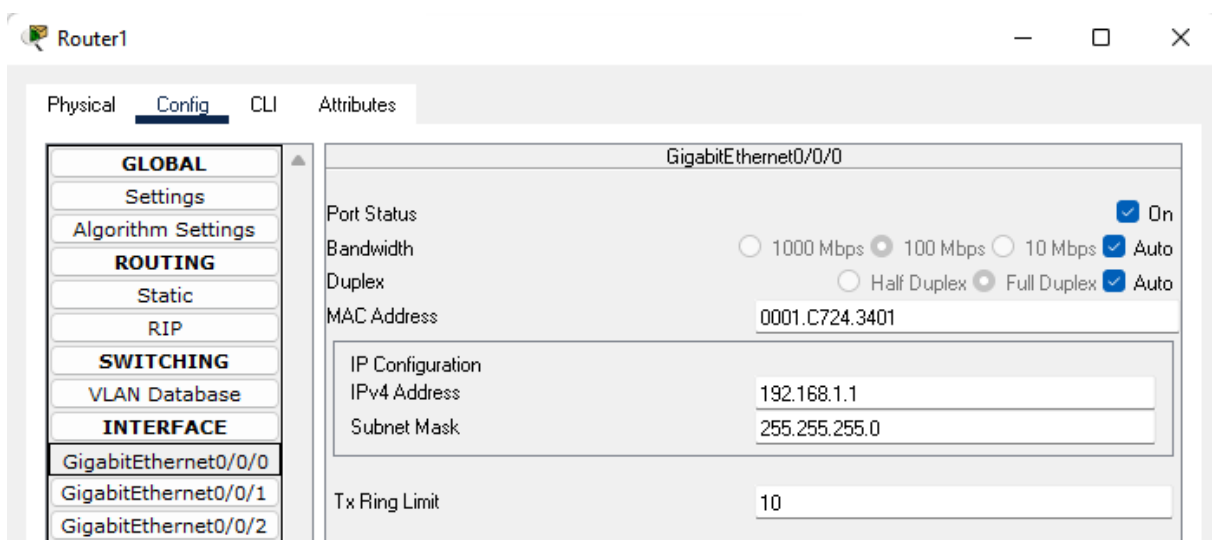 Router1
Physical Config CLI Attributes
GLOBAL
Settings
Algorithm Settings
ROUTING
Static
RIP
SWITCHING
VLAN Database
INTERFACE
GigabitEthernet0/0/0
GigabitEthernet0/0/1
GigabitEthernet0/0/2
GigabitEthernet0/0/0
Port Status On
Bandwidth 1000 Mbps 100 Mbps 10 Mbps Auto
Duplex Half Duplex Full Duplex Auto
MAC Address 0001.C724.3401
IP Configuration
IPv4 Address 192.168.1.1
Subnet Mask 255.255.255.0
Tx Ring Limit 10